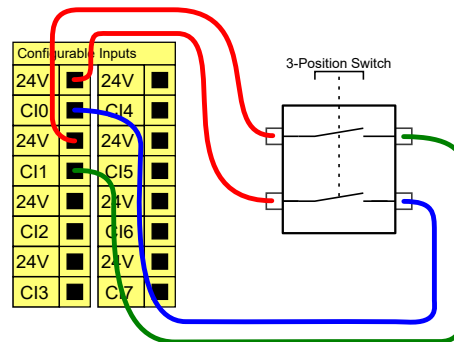 Configurable Inputs
3-Position Switch
24V 24V
CI0 CI4
24V 24V
CI1 CI5
24V 24V
CI2 CI6
24V 24V
CI3 CI7